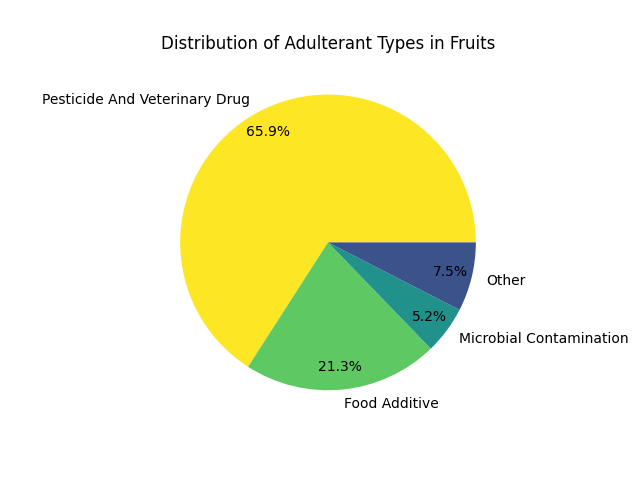 Distribution of Adulterant Types in Fruits
Pesticide And Veterinary Drug
65.9%
7.5%
Other
5.2%
Microbial Contamination
21.3%
Food Additive